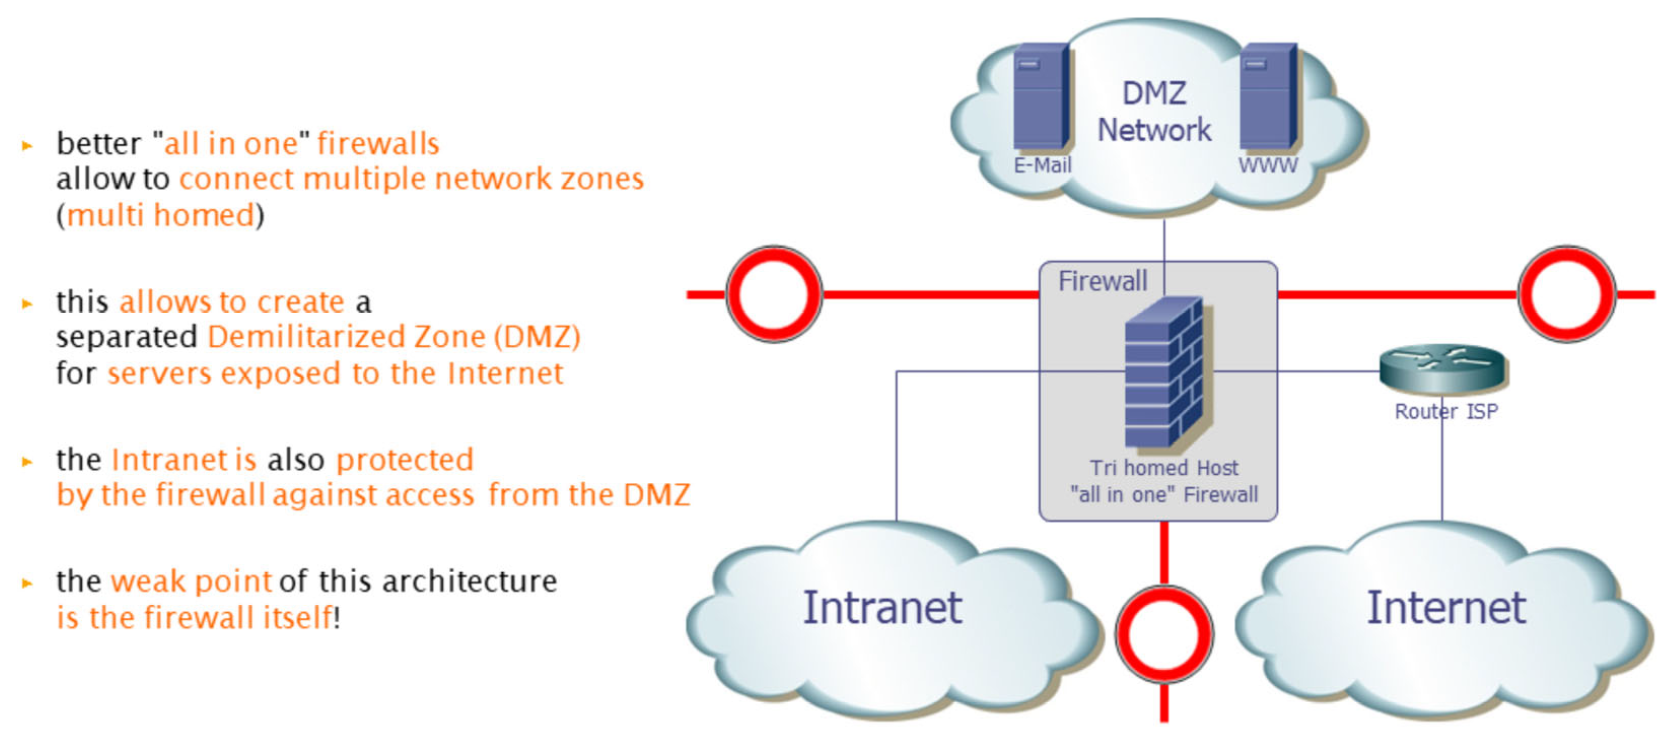 better "all in one" firewalls
allow to connect multiple network zones
(multi homed)
this allows to create a
separated Demilitarized Zone (DMZ)
for servers exposed to the Internet
the Intranet is also protected
by the firewall against access from the DMZ
the weak point of this architecture
is the firewall itself!
DMZ
Network
E-Mail
WWW
Firewall
Router ISP
Tri homed Host
"all in one" Firewall
Intranet
Internet